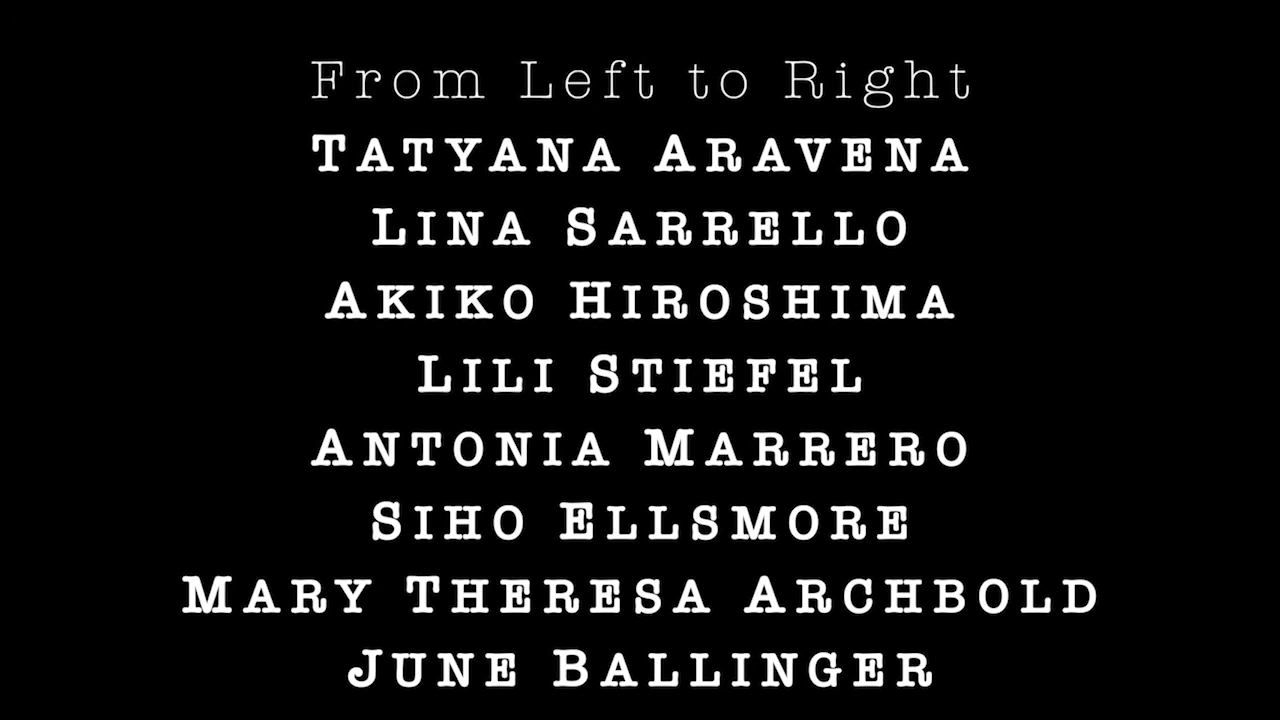 From Left to Right
TATYANA ARAVENA
LINA SARRELLO
AKIKO HIROSHIMA
LILI STIEFEL
ANTONIA MARRERO
SIHO ELLSMORE
MARY THERESA ARCHBOLD
JUNE BALLINGER